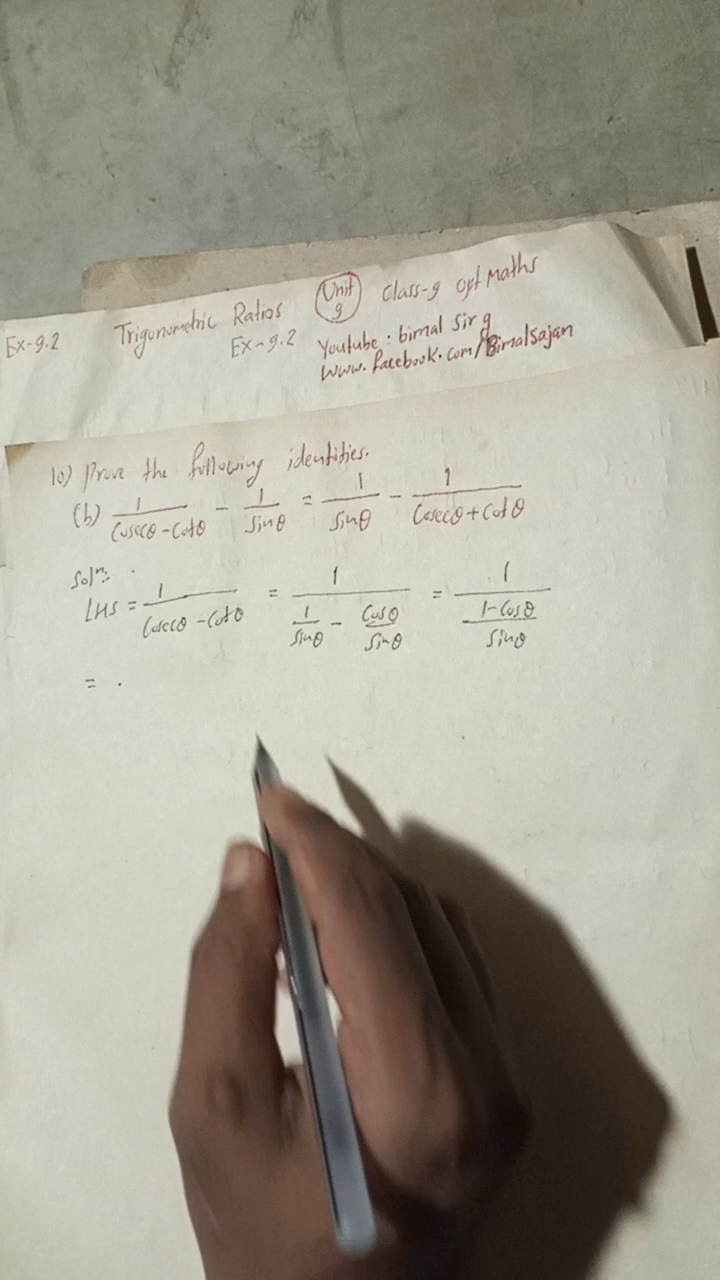 Ex-9.2 Trigonometric Ratios Unit 9 Class-9 Opt Maths
Ex-9.2 Youtube : bimal sir g
www.facebook.com/Bimalsajan
10) Prove the following identities.
(h) 1/(Cosecθ-Cotθ) - 1/Sinθ = 1/Sinθ - 1/(Cosecθ+Cotθ)
Solⁿ:
LHS = 1/(Cosecθ-Cotθ) = 1/(1/Sinθ - Cosθ/Sinθ) = 1/((1-Cosθ)/Sinθ)
= .